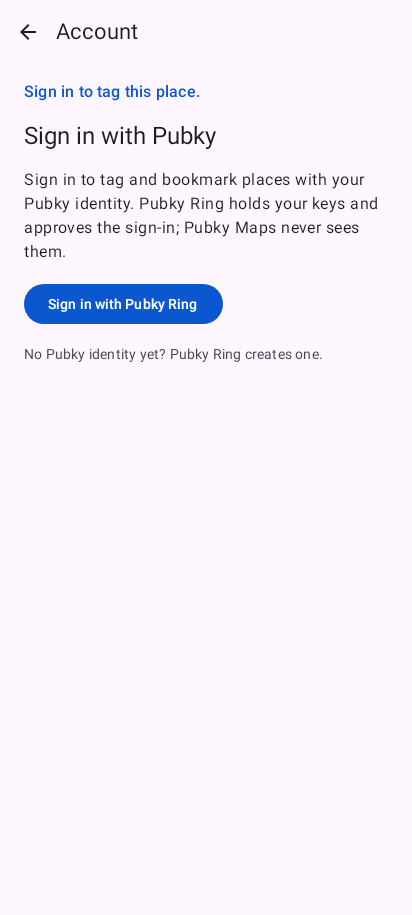 Account
Sign in to tag this place.
Sign in with Pubky
Sign in to tag and bookmark places with your
Pubky identity. Pubky Ring holds your keys and
approves the sign-in; Pubky Maps never sees
them.
Sign in with Pubky Ring
No Pubky identity yet? Pubky Ring creates one.